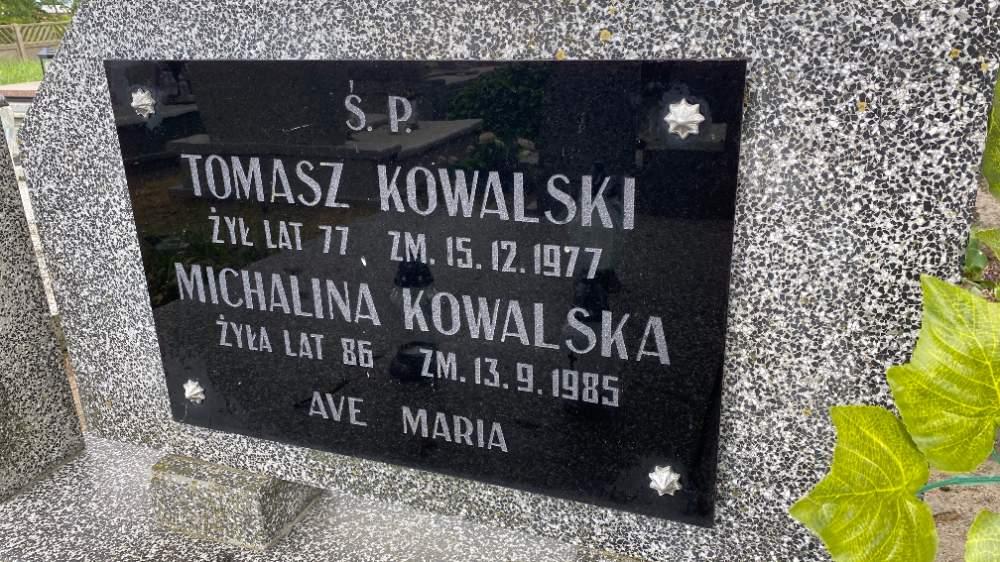 Ś. P.
TOMASZ KOWALSKI
ŻYŁ LAT 77 ZM. 15. 12. 1977
MICHALINA KOWALSKA
ŻYŁA LAT 86 ZM. 13. 9. 1985
AVE MARIA